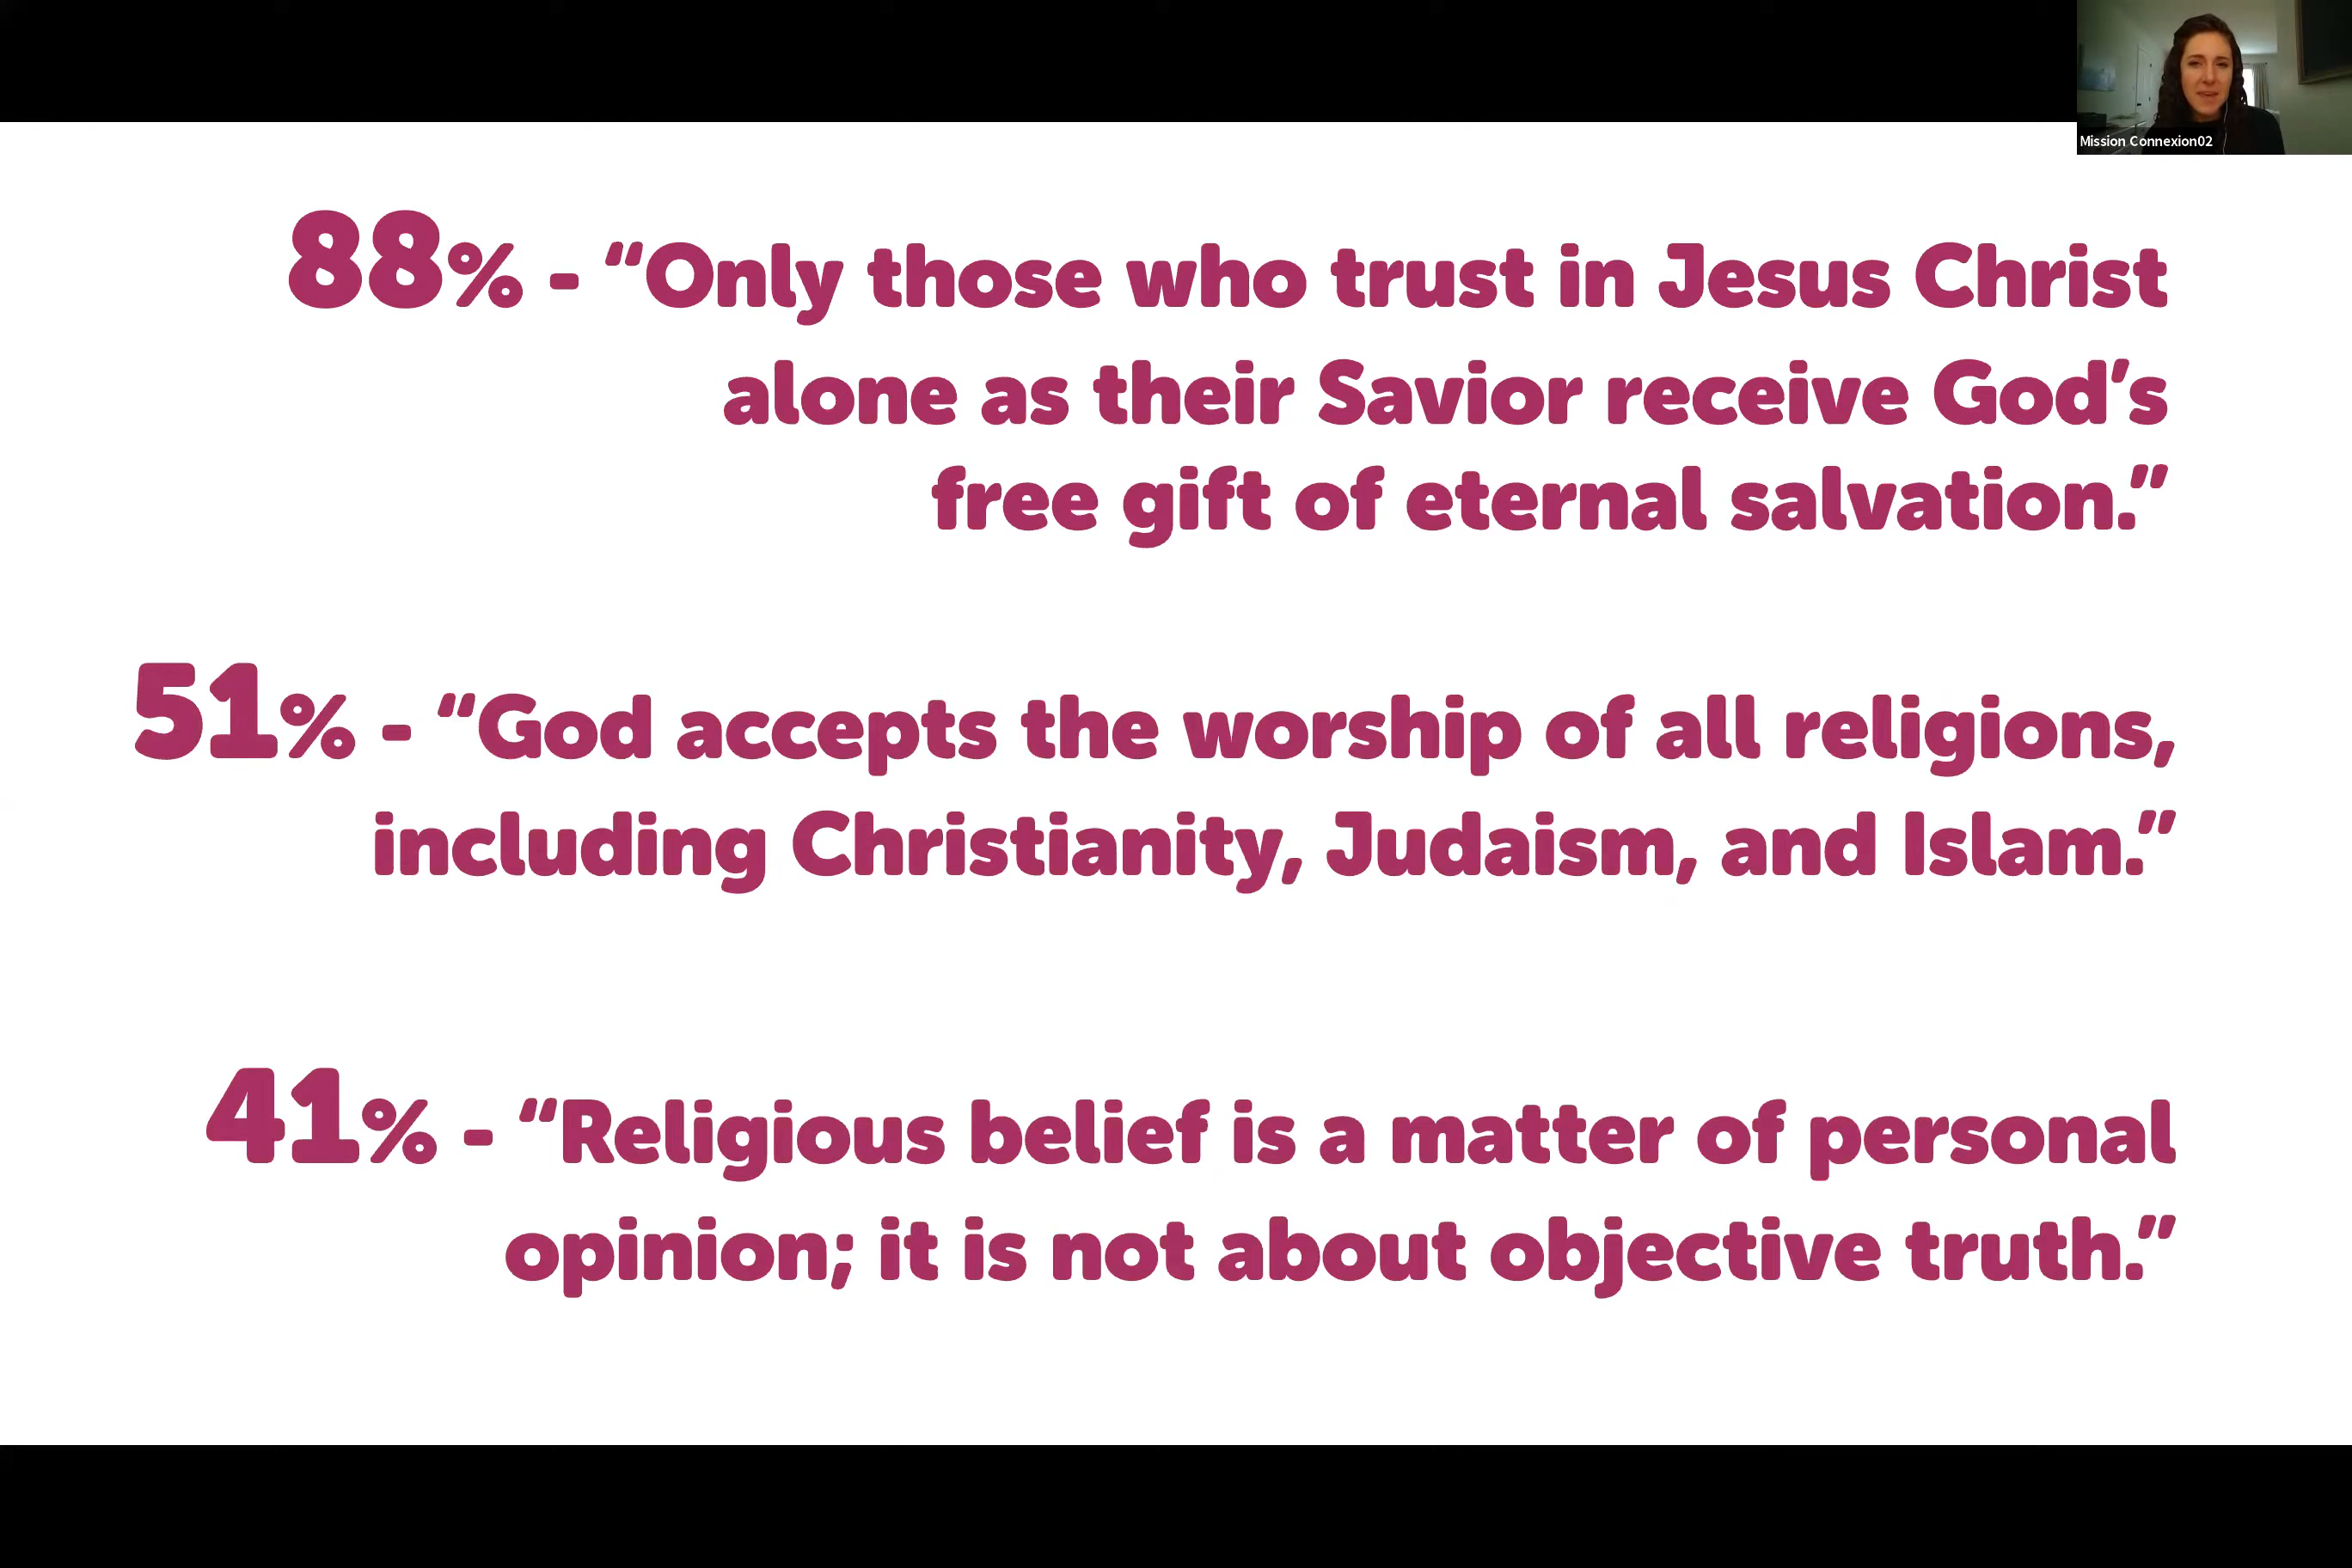 Mission Connexion02
88% - “Only those who trust in Jesus Christ
alone as their Savior receive God’s
free gift of eternal salvation.”
51% - “God accepts the worship of all religions,
including Christianity, Judaism, and Islam.”
41% - “Religious belief is a matter of personal
opinion; it is not about objective truth.”